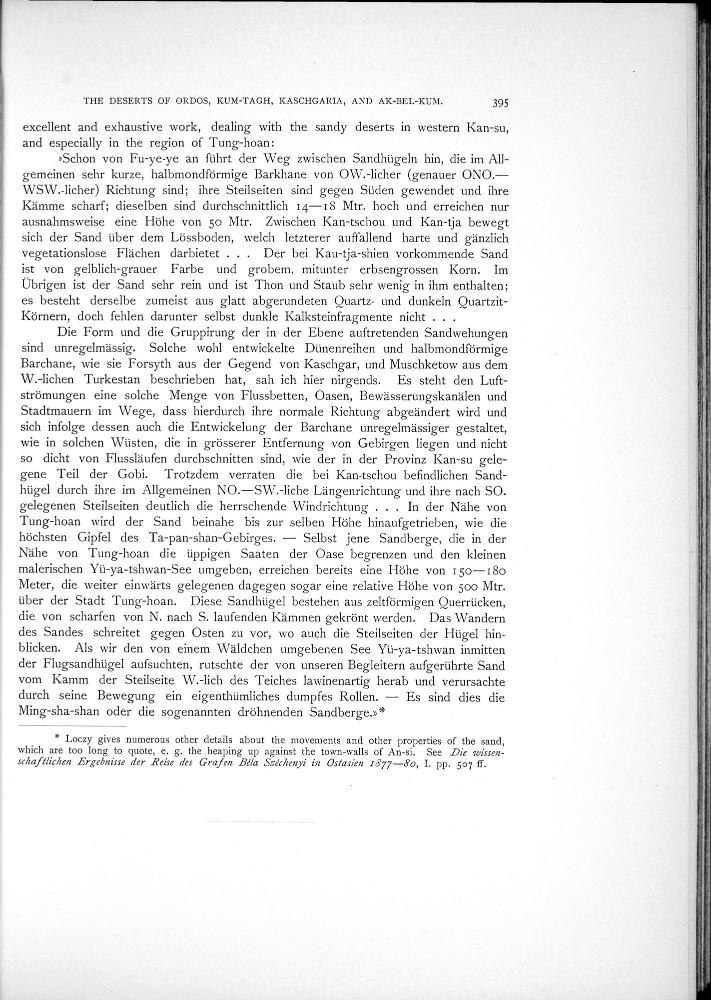 THE DESERTS OF ORDOS, KUM-TAGH, KASCHGARIA, AND AK-BEL-KUM. 395
excellent and exhaustive work, dealing with the sandy deserts in western Kan-su,
and especially in the region of Tung-hoan:
»Schon von Fu-ye-ye an führt der Weg zwischen Sandhügeln hin, die im All-
gemeinen sehr kurze, halbmondförmige Barkhane von OW.-licher (genauer ONO.—
WSW.-licher) Richtung sind; ihre Steilseiten sind gegen Süden gewendet und ihre
Kämme scharf; dieselben sind durchschnittlich 14—18 Mtr. hoch und erreichen nur
ausnahmsweise eine Höhe von 50 Mtr. Zwischen Kan-tschou und Kan-tja bewegt
sich der Sand über dem Lössboden, welch letzterer auffallend harte und gänzlich
vegetationslose Flächen darbietet . . . Der bei Kau-tja-shien vorkommende Sand
ist von gelblich-grauer Farbe und grobem, mitunter erbsengrossen Korn. Im
Übrigen ist der Sand sehr rein und ist Thon und Staub sehr wenig in ihm enthalten;
es besteht derselbe zumeist aus glatt abgerundeten Quartz- und dunkeln Quartzit-
Körnern, doch fehlen darunter selbst dunkle Kalksteinfragmente nicht . . .
Die Form und die Gruppirung der in der Ebene auftretenden Sandwehungen
sind unregelmässig. Solche wohl entwickelte Dünenreihen und halbmondförmige
Barchane, wie sie Forsyth aus der Gegend von Kaschgar, und Muschketow aus dem
W.-lichen Turkestan beschrieben hat, sah ich hier nirgends. Es steht den Luft-
strömungen eine solche Menge von Flussbetten, Oasen, Bewässerungskanälen und
Stadtmauern im Wege, dass hierdurch ihre normale Richtung abgeändert wird und
sich infolge dessen auch die Entwickelung der Barchane unregelmässiger gestaltet,
wie in solchen Wüsten, die in grösserer Entfernung von Gebirgen liegen und nicht
so dicht von Flussläufen durchschnitten sind, wie der in der Provinz Kan-su gele-
gene Teil der Gobi. Trotzdem verraten die bei Kan-tschou befindlichen Sand-
hügel durch ihre im Allgemeinen NO.—SW.-liche Längenrichtung und ihre nach SO.
gelegenen Steilseiten deutlich die herrschende Windrichtung . . . In der Nähe von
Tung-hoan wird der Sand beinahe bis zur selben Höhe hinaufgetrieben, wie die
höchsten Gipfel des Ta-pan-shan-Gebirges. — Selbst jene Sandberge, die in der
Nähe von Tung-hoan die üppigen Saaten der Oase begrenzen und den kleinen
malerischen Yü-ya-tshwan-See umgeben, erreichen bereits eine Höhe von 150—180
Meter, die weiter einwärts gelegenen dagegen sogar eine relative Höhe von 500 Mtr.
über der Stadt Tung-hoan. Diese Sandhügel bestehen aus zeltförmigen Querrücken,
die von scharfen von N. nach S. laufenden Kämmen gekrönt werden. Das Wandern
des Sandes schreitet gegen Osten zu vor, wo auch die Steilseiten der Hügel hin-
blicken. Als wir den von einem Wäldchen umgebenen See Yü-ya-tshwan inmitten
der Flugsandhügel aufsuchten, rutschte der von unseren Begleitern aufgerührte Sand
vom Kamm der Steilseite W.-lich des Teiches lawinenartig herab und verursachte
durch seine Bewegung ein eigenthümliches dumpfes Rollen. — Es sind dies die
Ming-sha-shan oder die sogenannten dröhnenden Sandberge.»*
* Loczy gives numerous other details about the movements and other properties of the sand,
which are too long to quote, e. g. the heaping up against the town-walls of An-si. See Die wissen-
schaftlichen Ergebnisse der Reise des Grafen Béla Széchenyi in Ostasien 1877—80, I. pp. 507 ff.